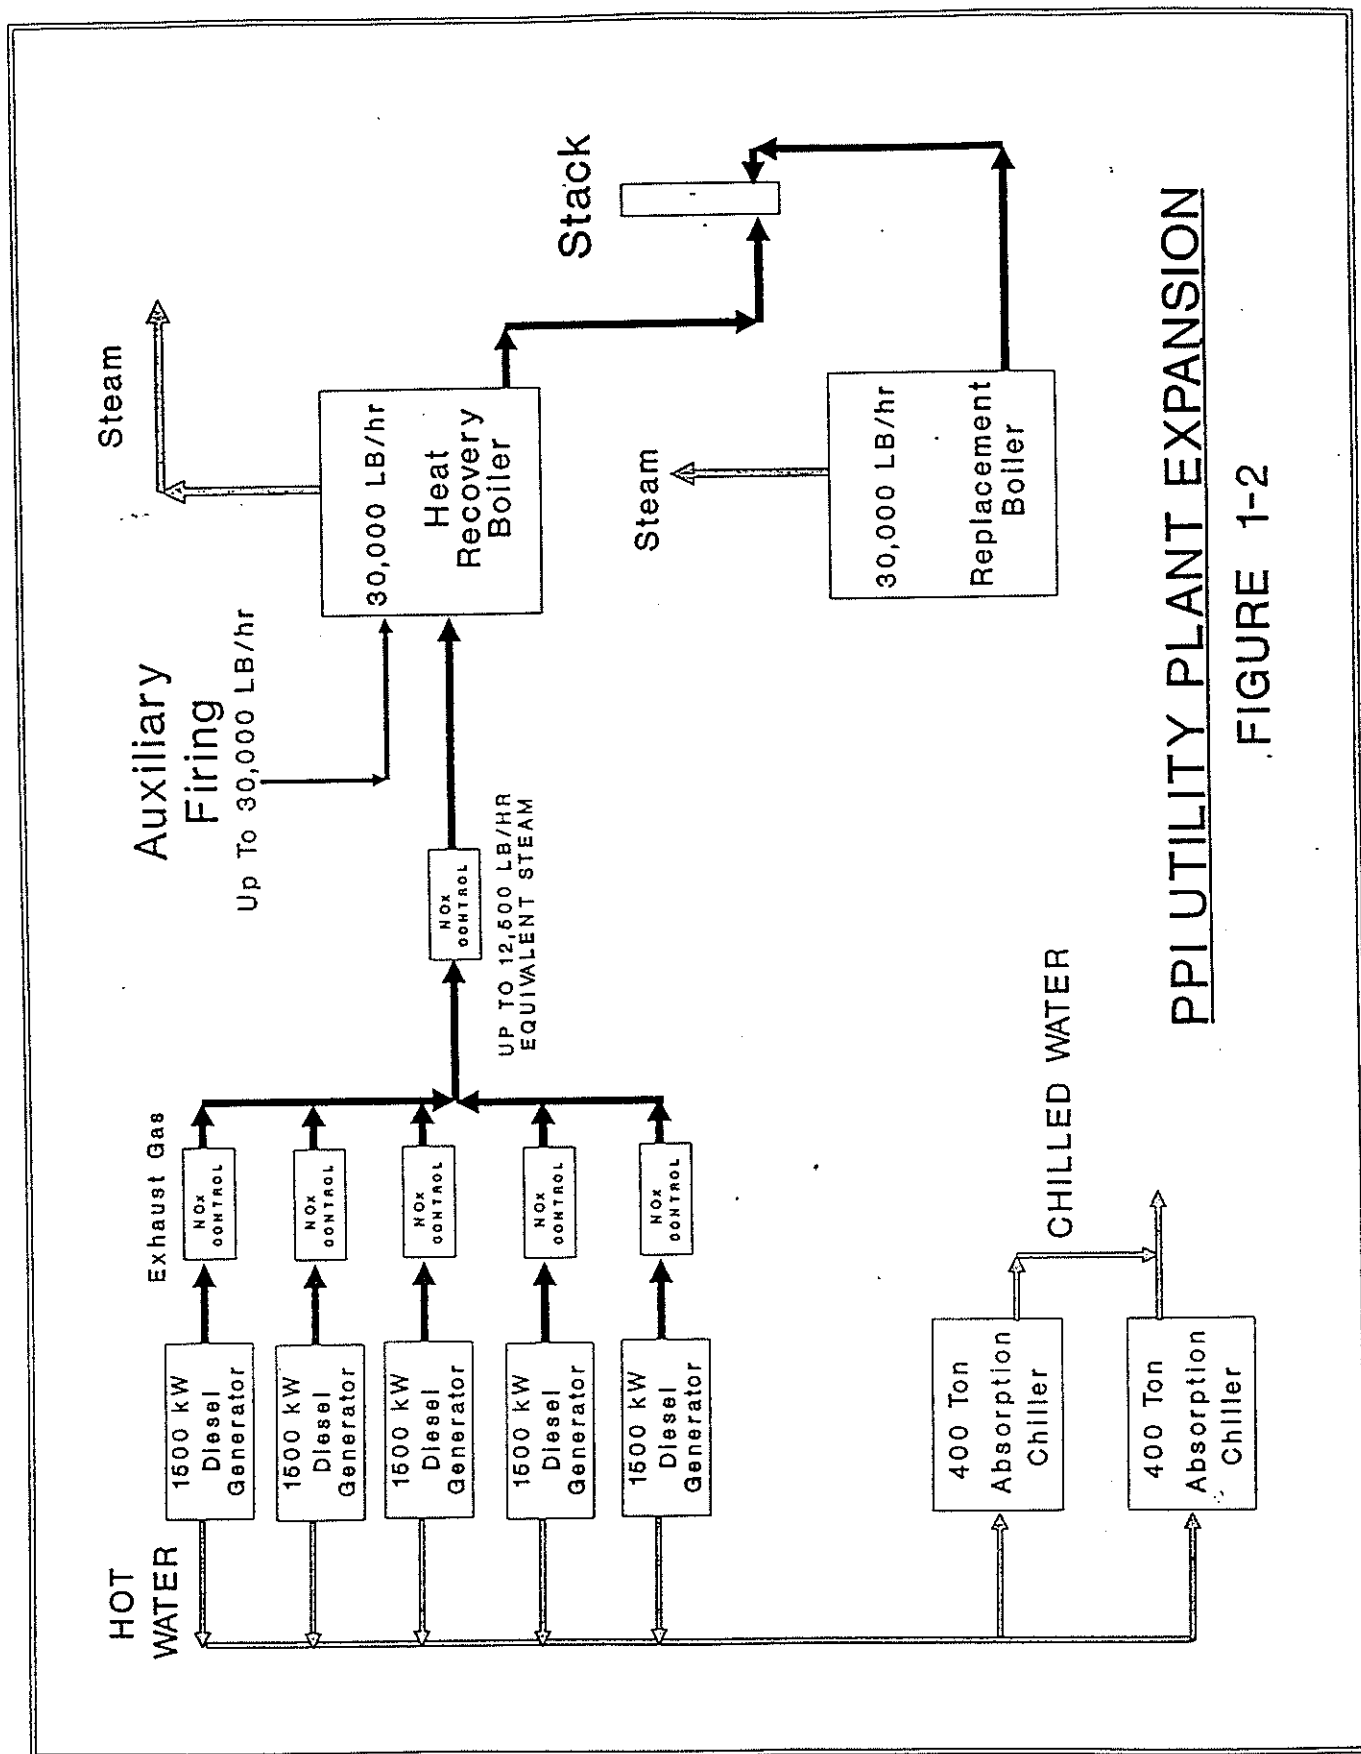 HOT
WATER
1500 kW
Diesel
Generator
1500 kW
Diesel
Generator
1500 kW
Diesel
Generator
1500 kW
Diesel
Generator
1500 kW
Diesel
Generator
Exhaust Gas
NOx
CONTROL
NOx
CONTROL
NOx
CONTROL
NOx
CONTROL
NOx
CONTROL
NOx
CONTROL
UP TO 12,500 LB/HR
EQUIVALENT STEAM
Auxiliary
Firing
Up To 30,000 LB/hr
Steam
30,000 LB/hr
Heat
Recovery
Boiler
Stack
Steam
30,000 LB/hr
Replacement
Boiler
400 Ton
Absorption
Chiller
400 Ton
Absorption
Chiller
CHILLED WATER
PPI UTILITY PLANT EXPANSION
FIGURE 1-2